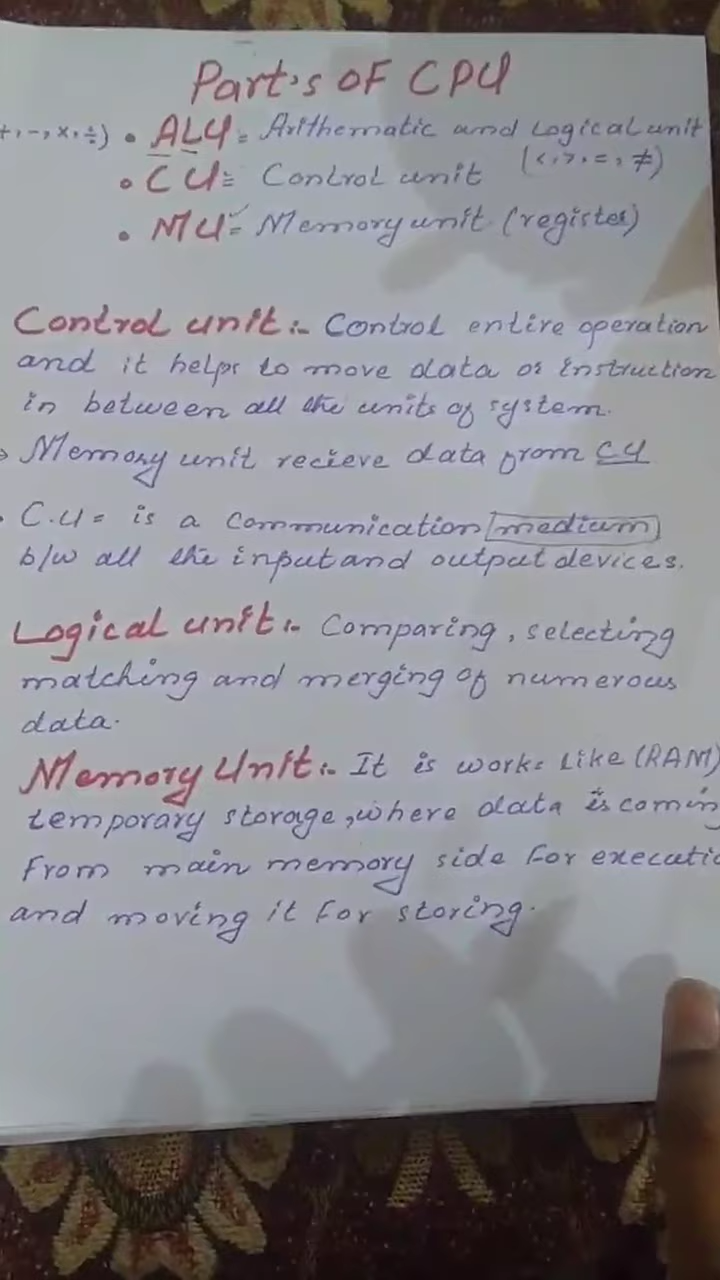 Part's OF CPU
+, -, ×, ÷) • ALU = Arithematic and Logical unit
(<, >, =, ≠)
• CU = Control unit
• MU = Memory unit (register)
Control unit :- Control entire operation
and it helps to move data or instruction
in between all the units of system.
Memory unit recieve data from CU
C.U = is a communication medium
b/w all the input and output devices.
Logical unit :- Comparing, selecting
matching and merging of numerous
data.
Memory Unit :- It is works Like (RAM)
temporary storage, where data is coming
From main memory side for executio
and moving it for storing.